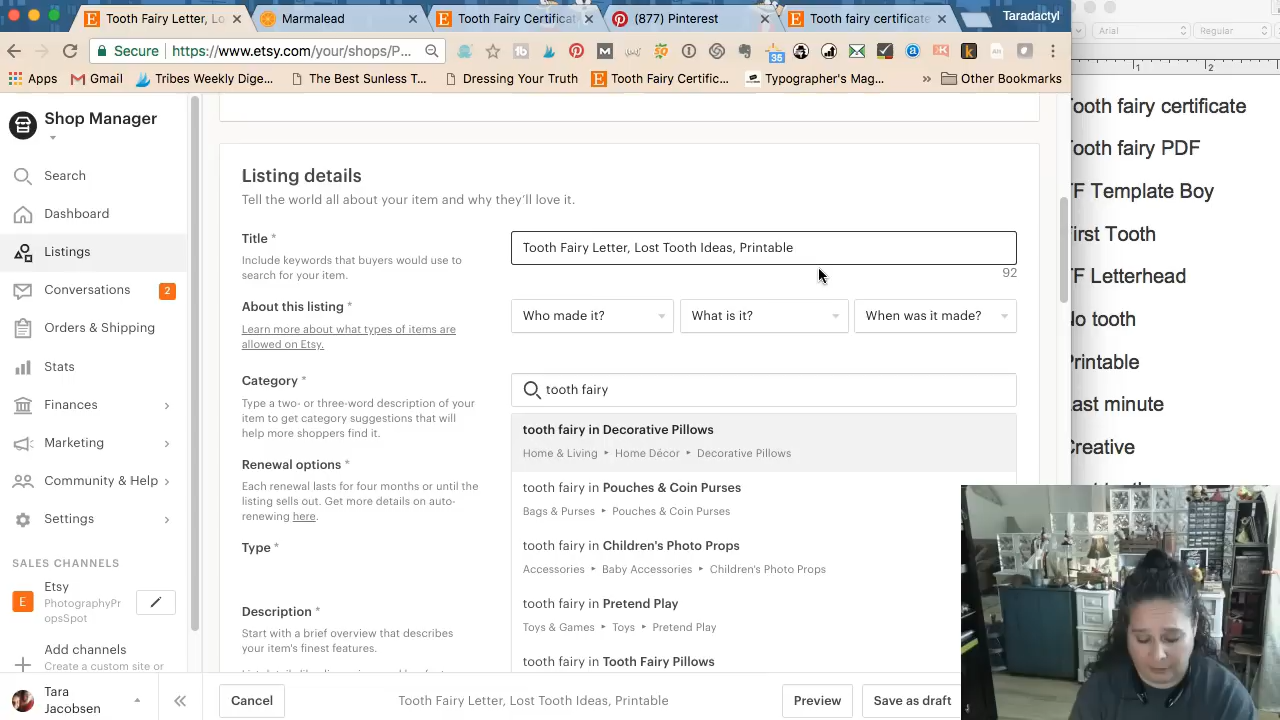 Tooth Fairy Letter, Lo
Marmalead
Tooth Fairy Certificat
(877) Pinterest
Tooth fairy certificate
Taradactyl
Secure
https://www.etsy.com/your/shops/P...
35
Arial
Regular
Apps
Gmail
Tribes Weekly Dige...
The Best Sunless T...
Dressing Your Truth
Tooth Fairy Certific...
Typographer's Mag...
»
Other Bookmarks
1
2
Shop Manager
Search
Dashboard
Listings
Conversations
2
Orders & Shipping
Stats
Finances
Marketing
Community & Help
Settings
SALES CHANNELS
Etsy
PhotographyPr
opsSpot
Add channels
Create a custom site or
Tara
Jacobsen
Listing details
Tell the world all about your item and why they'll love it.
Title *
Include keywords that buyers would use to
search for your item.
Tooth Fairy Letter, Lost Tooth Ideas, Printable
92
About this listing *
Learn more about what types of items are
allowed on Etsy.
Who made it?
What is it?
When was it made?
Category *
Type a two- or three-word description of your
item to get category suggestions that will
help more shoppers find it.
tooth fairy
tooth fairy in Decorative Pillows
Home & Living ▸ Home Décor ▸ Decorative Pillows
tooth fairy in Pouches & Coin Purses
Bags & Purses ▸ Pouches & Coin Purses
tooth fairy in Children's Photo Props
Accessories ▸ Baby Accessories ▸ Children's Photo Props
tooth fairy in Pretend Play
Toys & Games ▸ Toys ▸ Pretend Play
tooth fairy in Tooth Fairy Pillows
Renewal options *
Each renewal lasts for four months or until the
listing sells out. Get more details on auto-
renewing here.
Type *
Description *
Start with a brief overview that describes
your item's finest features.
Cancel
Tooth Fairy Letter, Lost Tooth Ideas, Printable
Preview
Save as draft
Tooth fairy certificate
Tooth fairy PDF
TF Template Boy
First Tooth
TF Letterhead
No tooth
Printable
Last minute
Creative